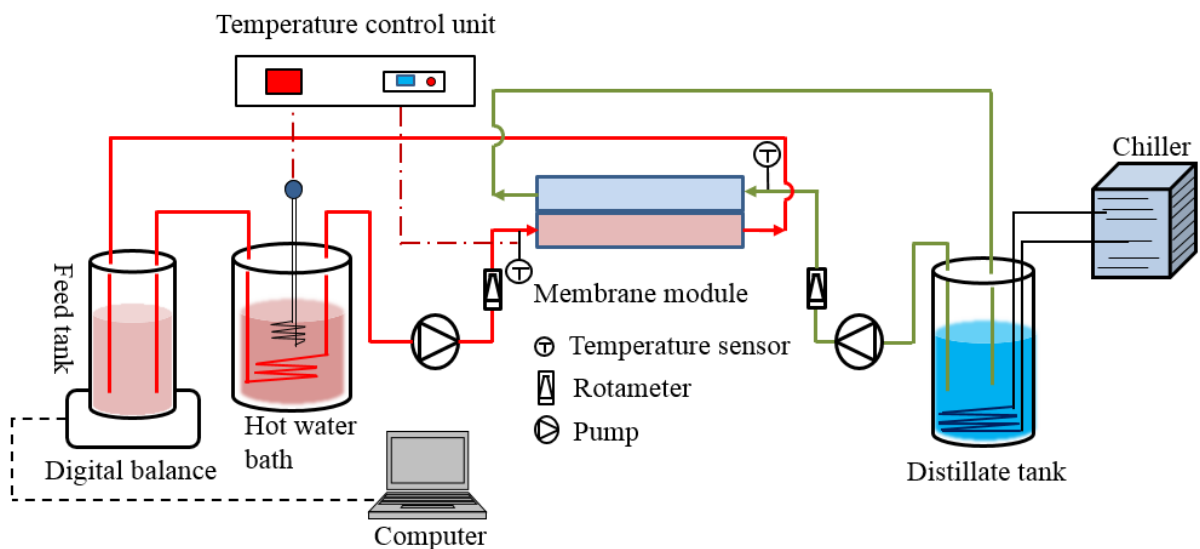 Temperature control unit
Chiller
Feed tank
Membrane module
Temperature sensor
Rotameter
Pump
Hot water
bath
Digital balance
Distillate tank
Computer
T
T
T